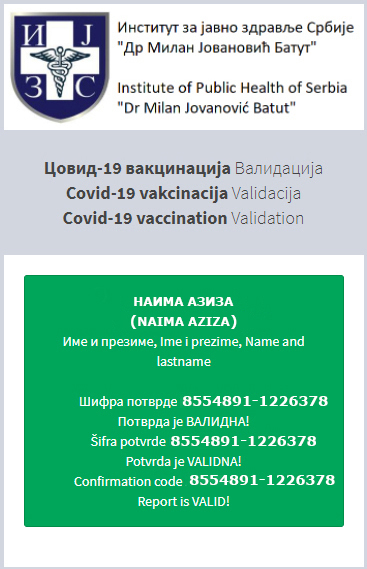 И Ј
З С
Институт за јавно здравље Србије
"Др Милан Јовановић Батут"
Institute of Public Health of Serbia
"Dr Milan Jovanović Batut"
Цовид-19 вакцинација Валидација
Covid-19 vakcinacija Validacija
Covid-19 vaccination Validation
НАИМА АЗИЗА
(NAIMA AZIZA)
Име и презиме, Ime i prezime, Name and
lastname
Шифра потврде 8554891-1226378
Потврда је ВАЛИДНА!
Šifra potvrde 8554891-1226378
Potvrda je VALIDNA!
Confirmation code 8554891-1226378
Report is VALID!